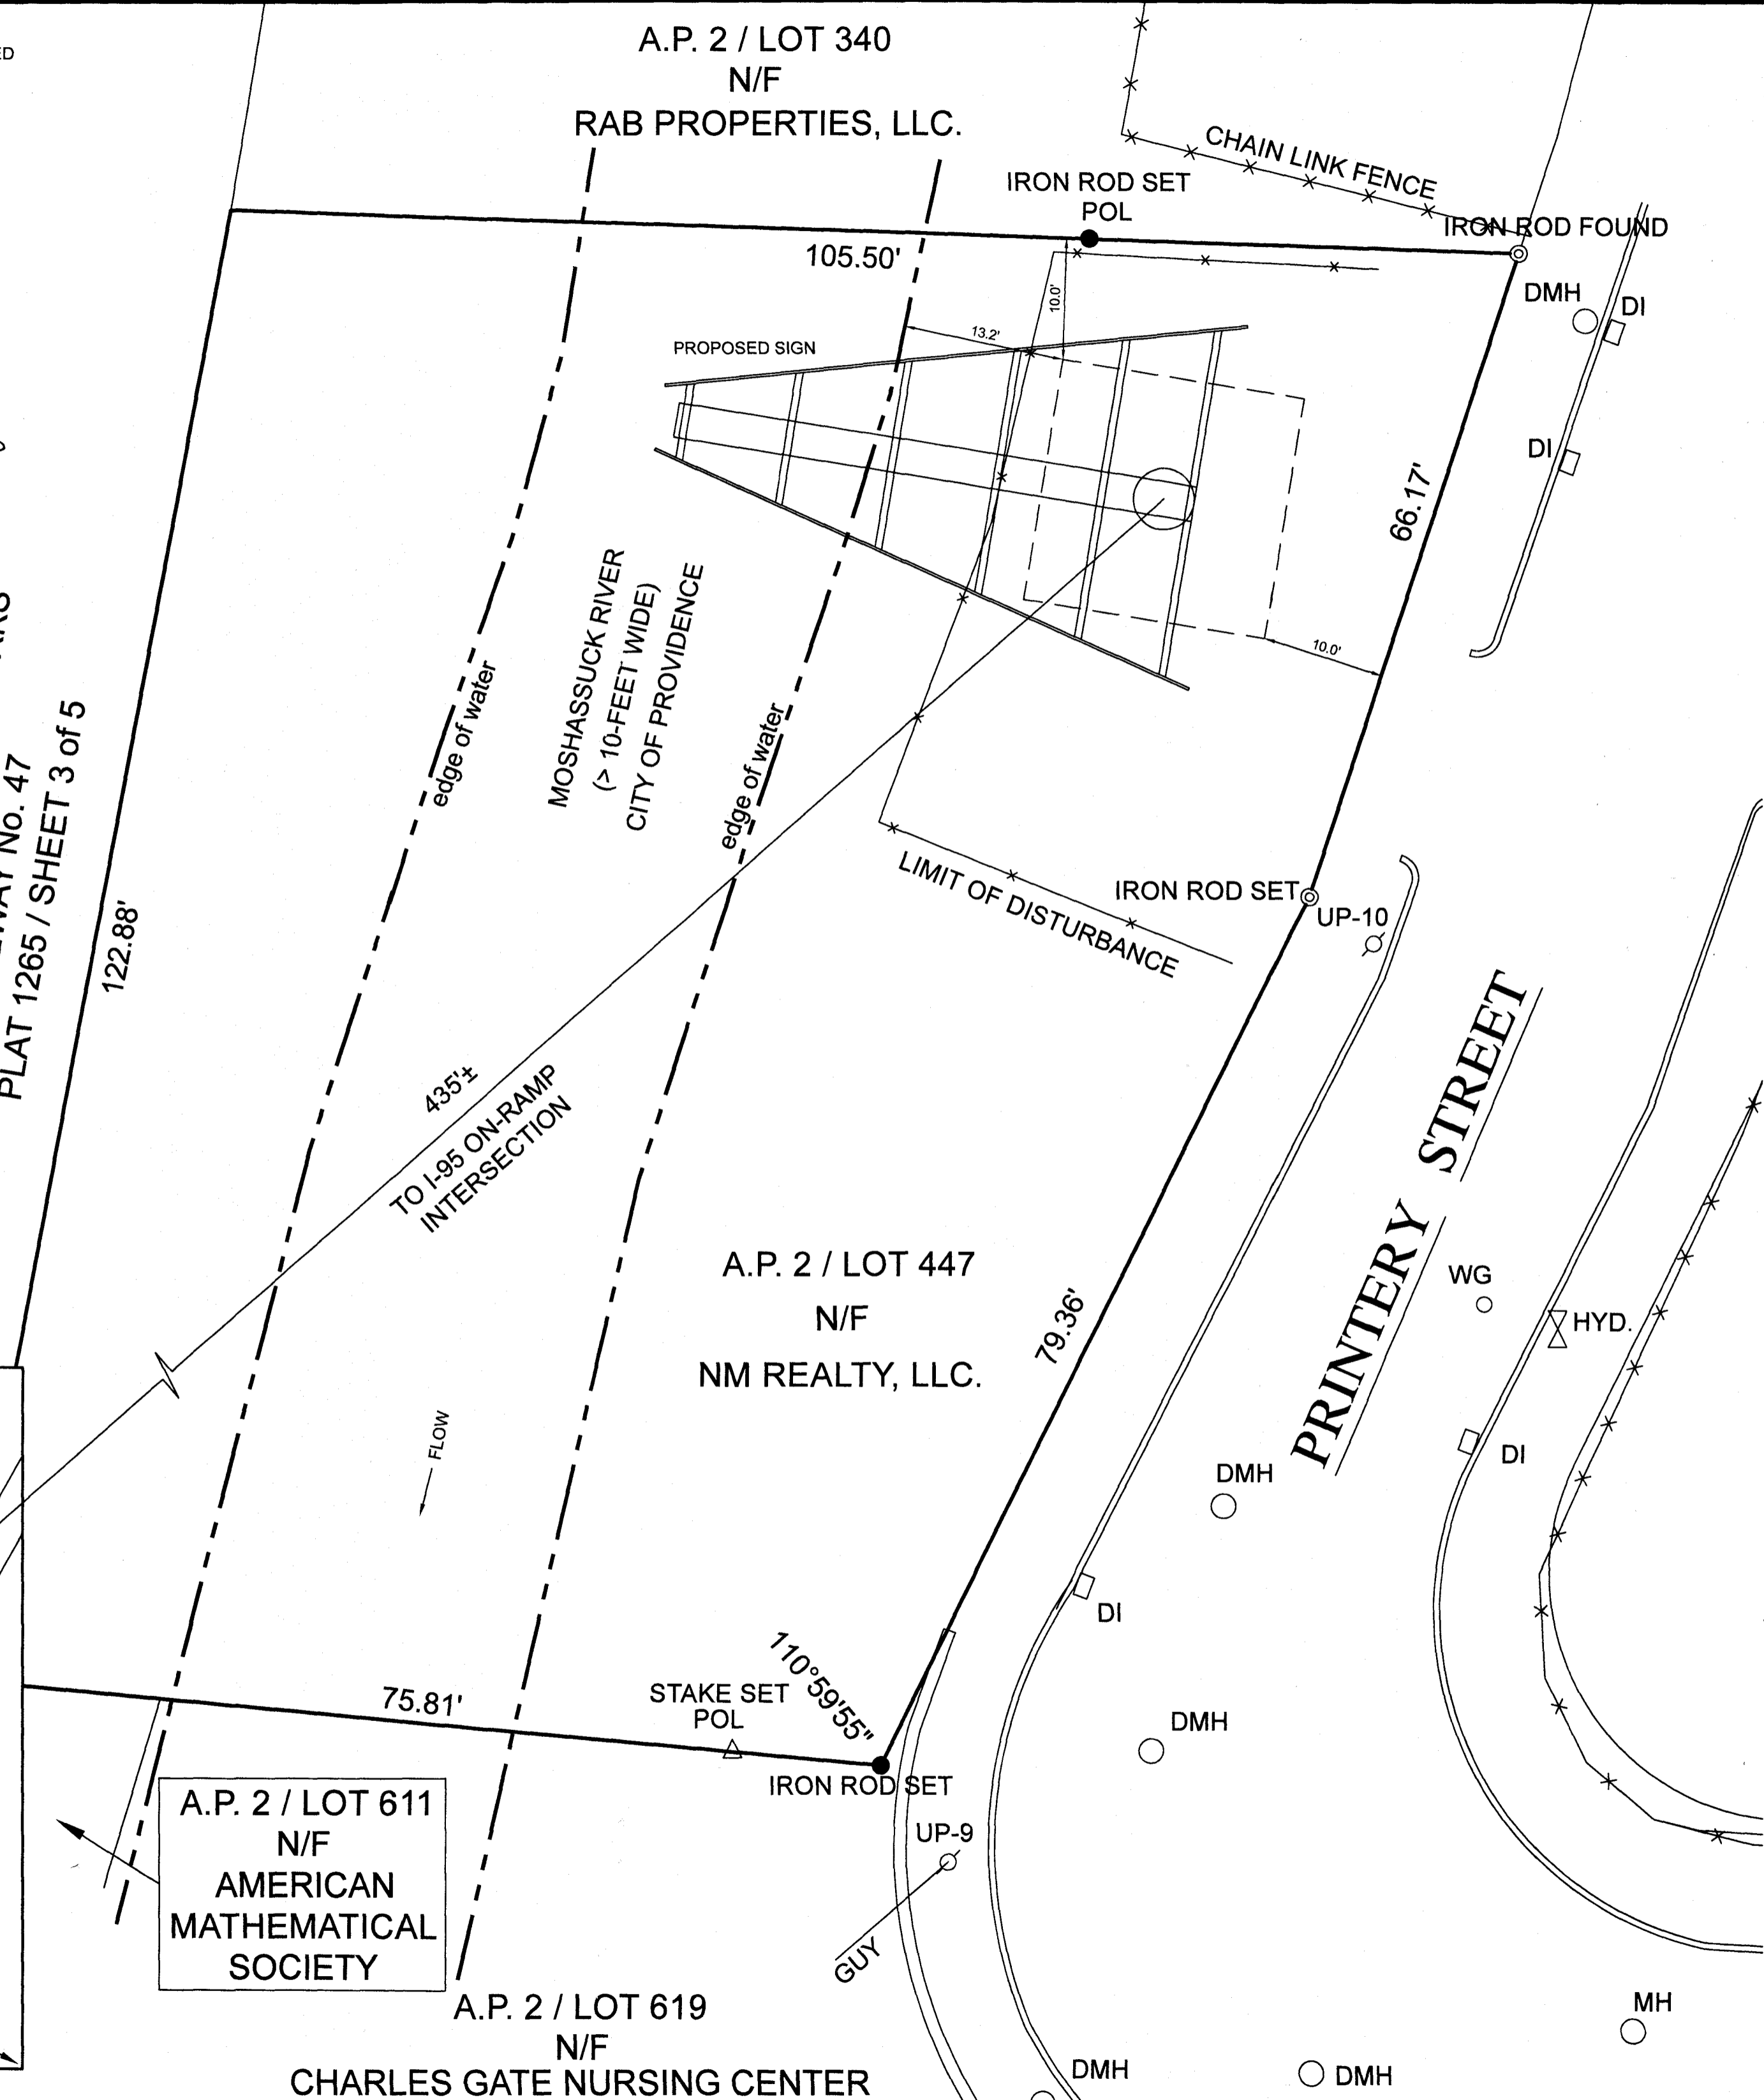 A.P. 2 / LOT 340
N/F
RAB PROPERTIES, LLC.
CHAIN LINK FENCE
IRON ROD SET
POL
IRON ROD FOUND
105.50'
DMH
DI
10.0'
13.2'
PROPOSED SIGN
DI
66.17'
MOSHASSUCK RIVER
(> 10-FEET WIDE)
CITY OF PROVIDENCE
10.0'
edge of water
edge of water
No. 47
PLAT 1265 / SHEET 3 of 5
122.88'
LIMIT OF DISTURBANCE
IRON ROD SET
UP-10
435'±
TO I-95 ON-RAMP
INTERSECTION
PRINTERY STREET
A.P. 2 / LOT 447
N/F
NM REALTY, LLC.
79.36'
WG
HYD.
FLOW
DI
DMH
DI
110°59'55"
75.81'
STAKE SET
POL
DMH
IRON ROD SET
A.P. 2 / LOT 611
N/F
AMERICAN
MATHEMATICAL
SOCIETY
UP-9
GUY
A.P. 2 / LOT 619
N/F
CHARLES GATE NURSING CENTER
MH
DMH
DMH